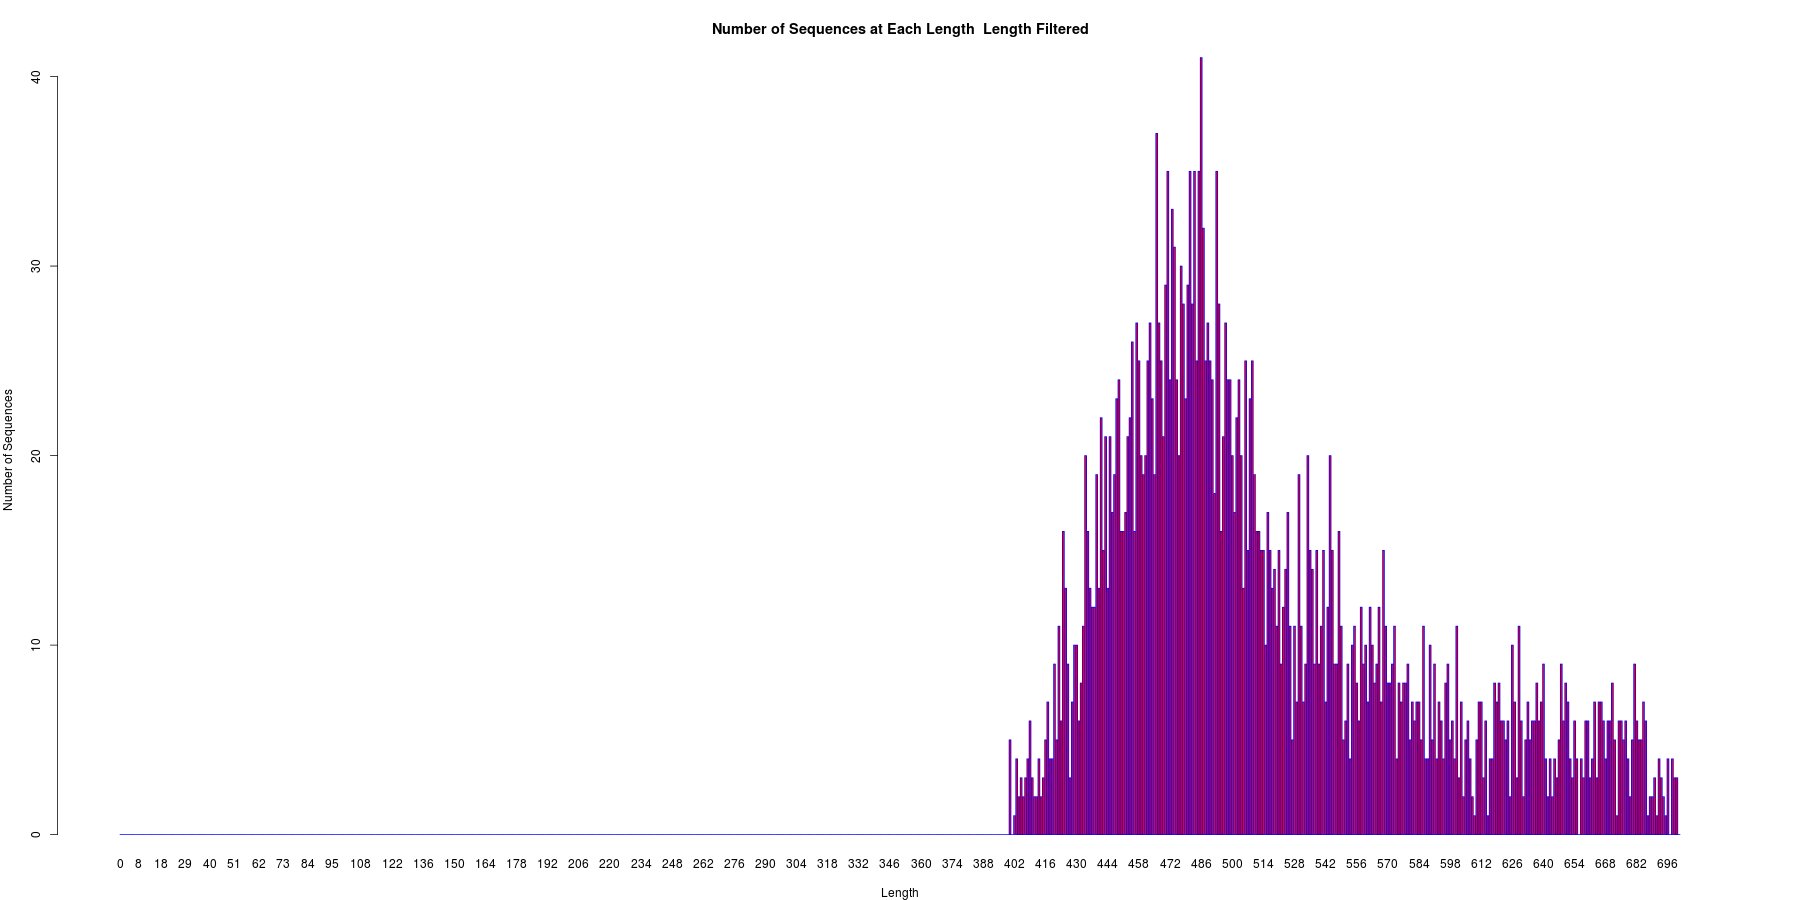 Number of Sequences at Each Length  Length Filtered
40
30
20
10
0
Number of Sequences
0 8 18 29 40 51 62 73 84 95 108 122 136 150 164 178 192 206 220 234 248 262 276 290 304 318 332 346 360 374 388 402 416 430 444 458 472 486 500 514 528 542 556 570 584 598 612 626 640 654 668 682 696
Length